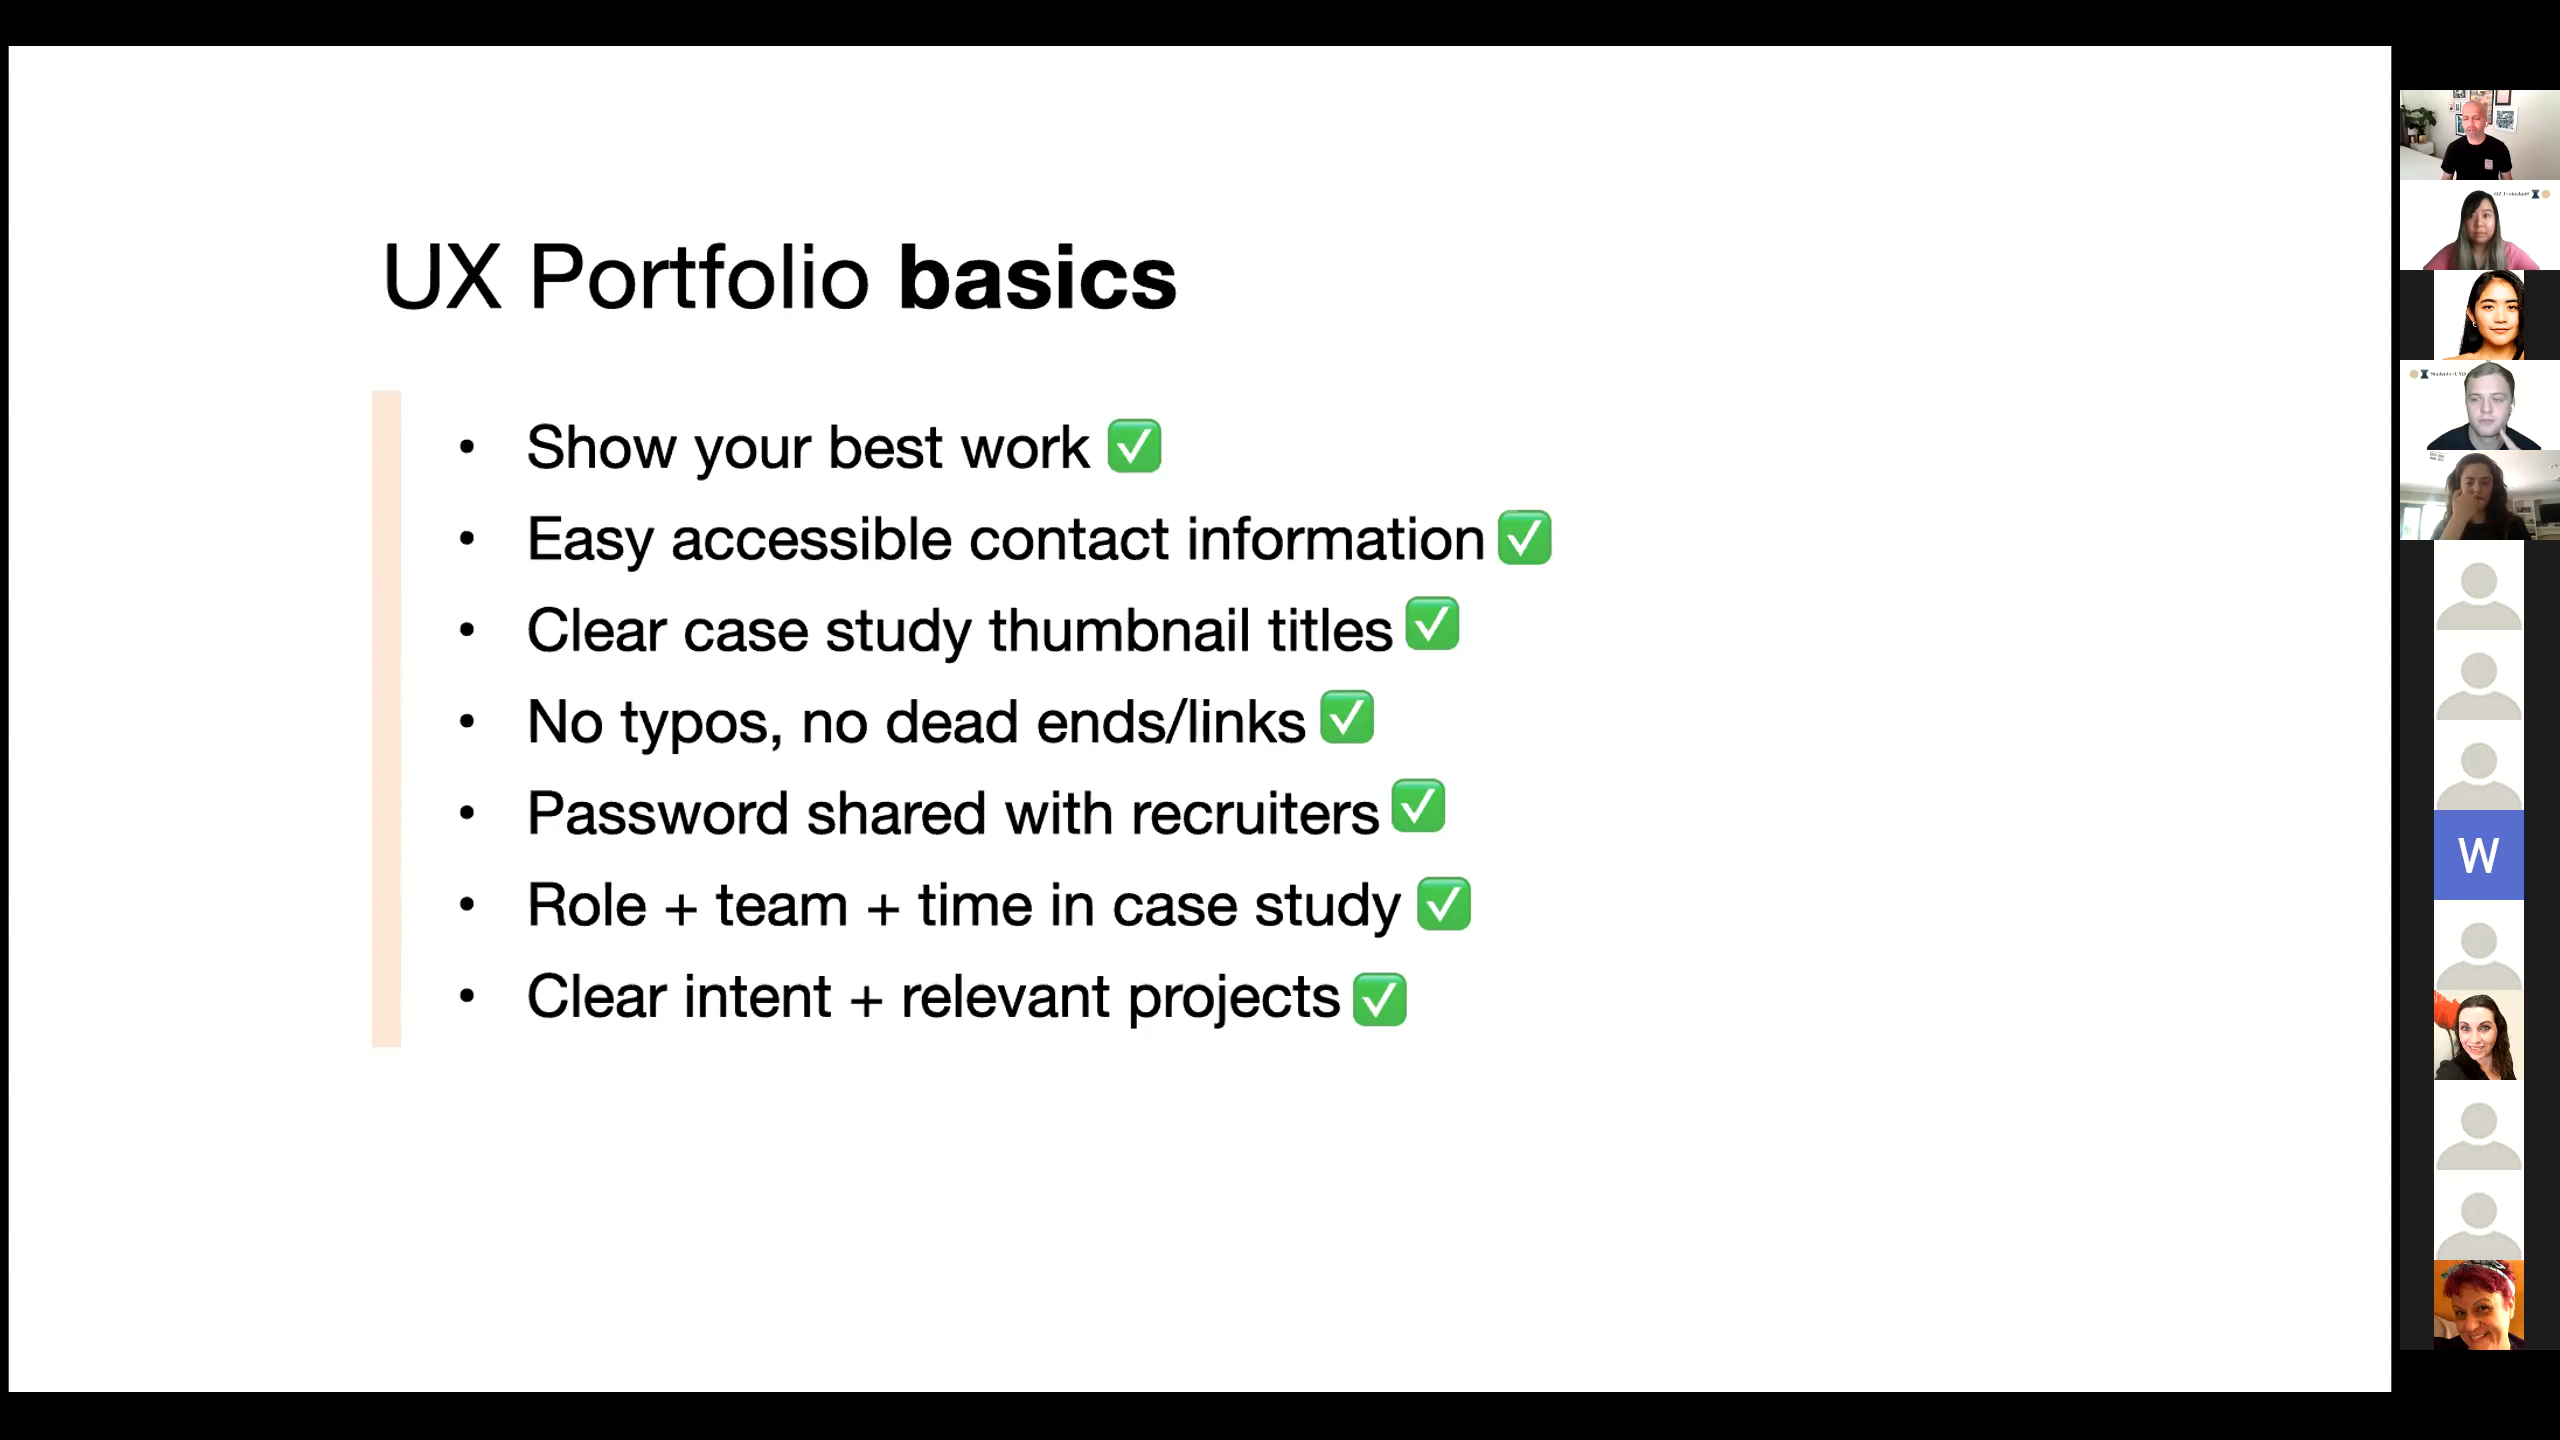 UX Portfolio basics
• Show your best work ✅
• Easy accessible contact information ✅
• Clear case study thumbnail titles ✅
• No typos, no dead ends/links ✅
• Password shared with recruiters ✅
• Role + team + time in case study ✅
• Clear intent + relevant projects ✅
W